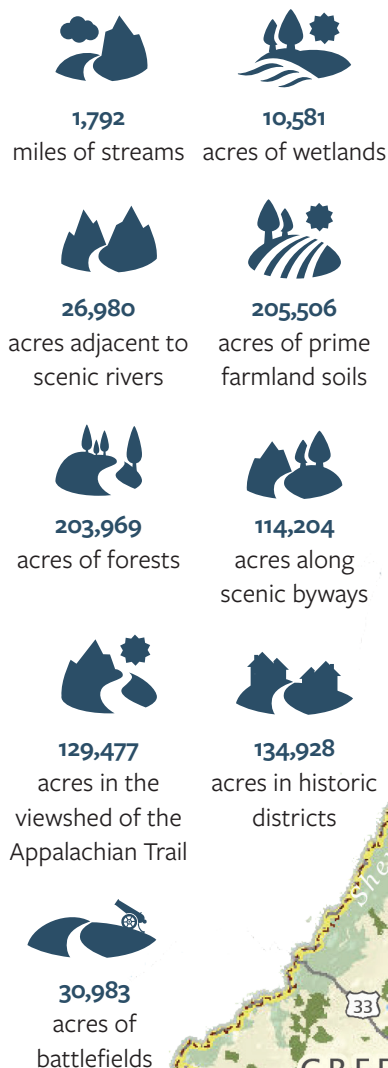 1,792
miles of streams
10,581
acres of wetlands
26,980
acres adjacent to
scenic rivers
205,506
acres of prime
farmland soils
203,969
acres of forests
114,204
acres along
scenic byways
129,477
acres in the
viewshed of the
Appalachian Trail
134,928
acres in historic
districts
30,983
acres of
battlefields
33